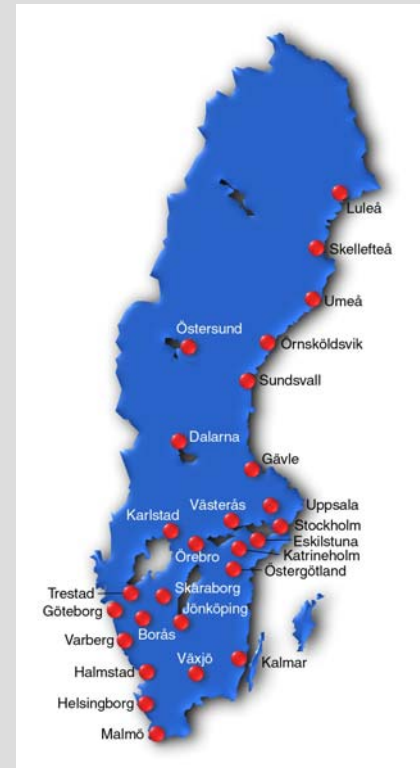 Luleå
Skellefteå
Umeå
Östersund
Örnsköldsvik
Sundsvall
Dalarna
Gävle
Västerås
Uppsala
Karlstad
Stockholm
Eskilstuna
Örebro
Katrineholm
Östergötland
Trestad
Skaraborg
Göteborg
Jönköping
Borås
Varberg
Kalmar
Växjö
Halmstad
Helsingborg
Malmö